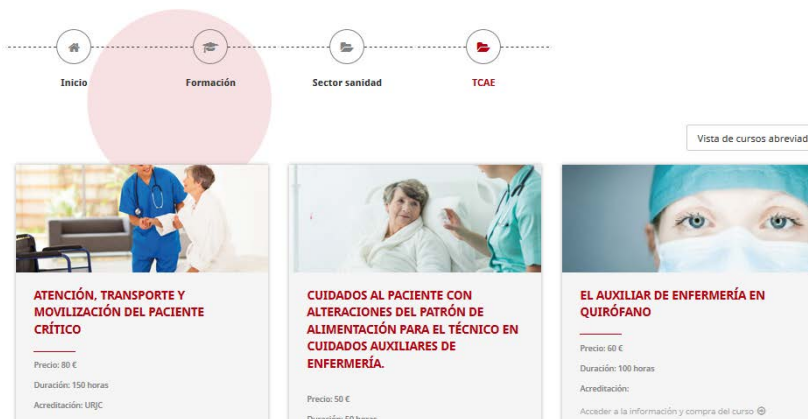 Inicio
Formación
Sector sanidad
TCAE
Vista de cursos abreviad
ATENCIÓN, TRANSPORTE Y
MOVILIZACIÓN DEL PACIENTE
CRÍTICO
Precio: 80 €
Duración: 150 horas
Acreditación: URJC
CUIDADOS AL PACIENTE CON
ALTERACIONES DEL PATRÓN DE
ALIMENTACIÓN PARA EL TÉCNICO EN
CUIDADOS AUXILIARES DE
ENFERMERÍA.
Precio: 50 €
Duración: 50 horas
EL AUXILIAR DE ENFERMERÍA EN
QUIRÓFANO
Precio: 60 €
Duración: 100 horas
Acreditación:
Acceder a la información y compra del curso